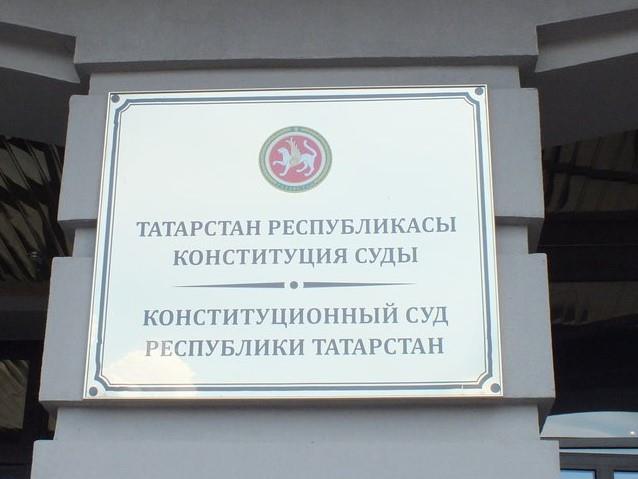 ТАТАРСТАН РЕСПУБЛИКАСЫ
КОНСТИТУЦИЯ СУДЫ
КОНСТИТУЦИОННЫЙ СУД
РЕСПУБЛИКИ ТАТАРСТАН